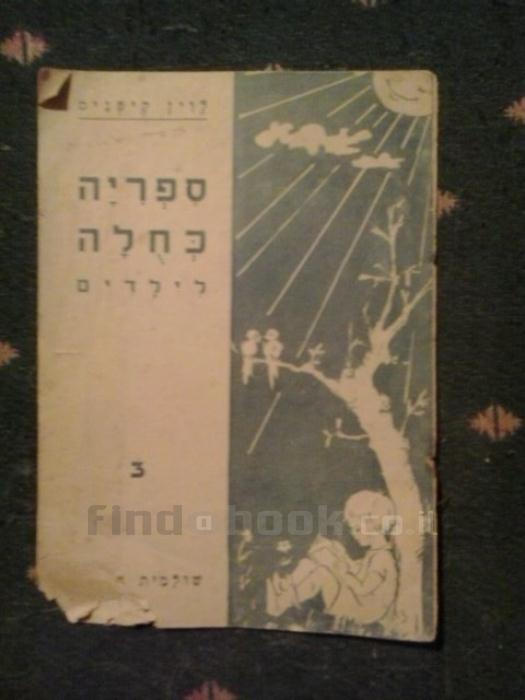 לוין קיפניס
סִפְרִיָּה
כְּחֻלָּה
לילדים
3
findabook.co.il
שולמית